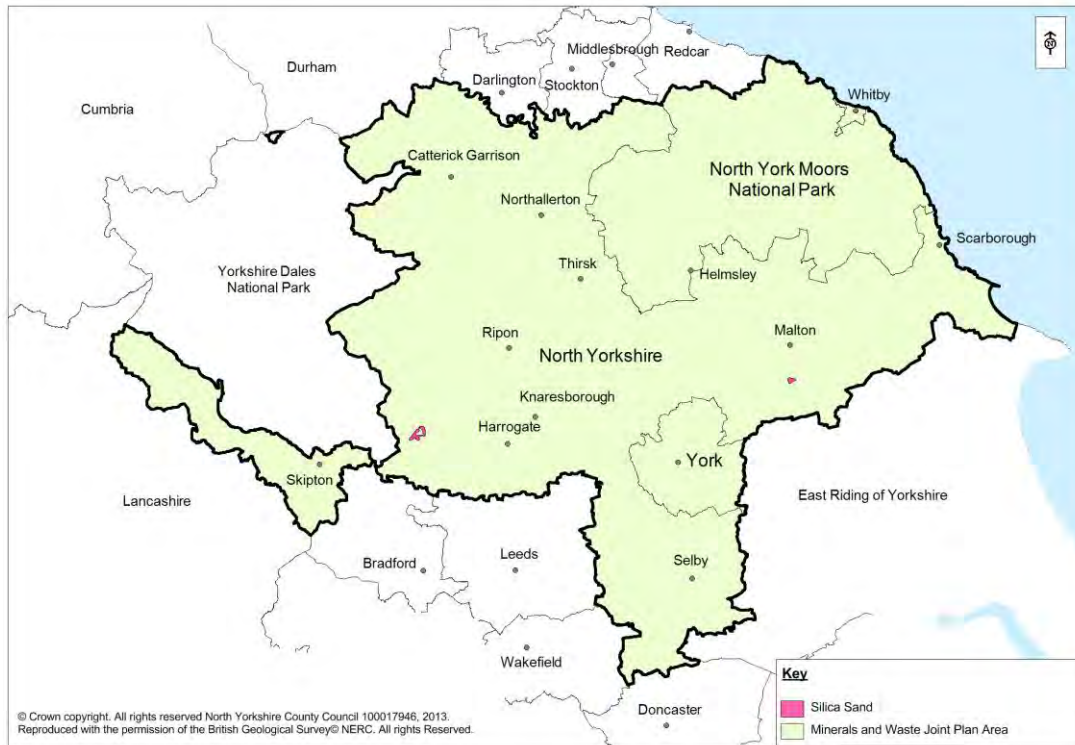 Middlesbrough
Redcar
Durham
Darlington
Stockton
Cumbria
Whitby
Catterick Garrison
North York Moors
National Park
Northallerton
Scarborough
Thirsk
Helmsley
Yorkshire Dales
National Park
Ripon
North Yorkshire
Malton
Knaresborough
Harrogate
York
Skipton
Lancashire
East Riding of Yorkshire
Bradford
Leeds
Selby
Wakefield
Doncaster
Key
Silica Sand
Minerals and Waste Joint Plan Area
© Crown copyright. All rights reserved North Yorkshire County Council 100017946, 2013.
Reproduced with the permission of the British Geological Survey© NERC. All rights Reserved.